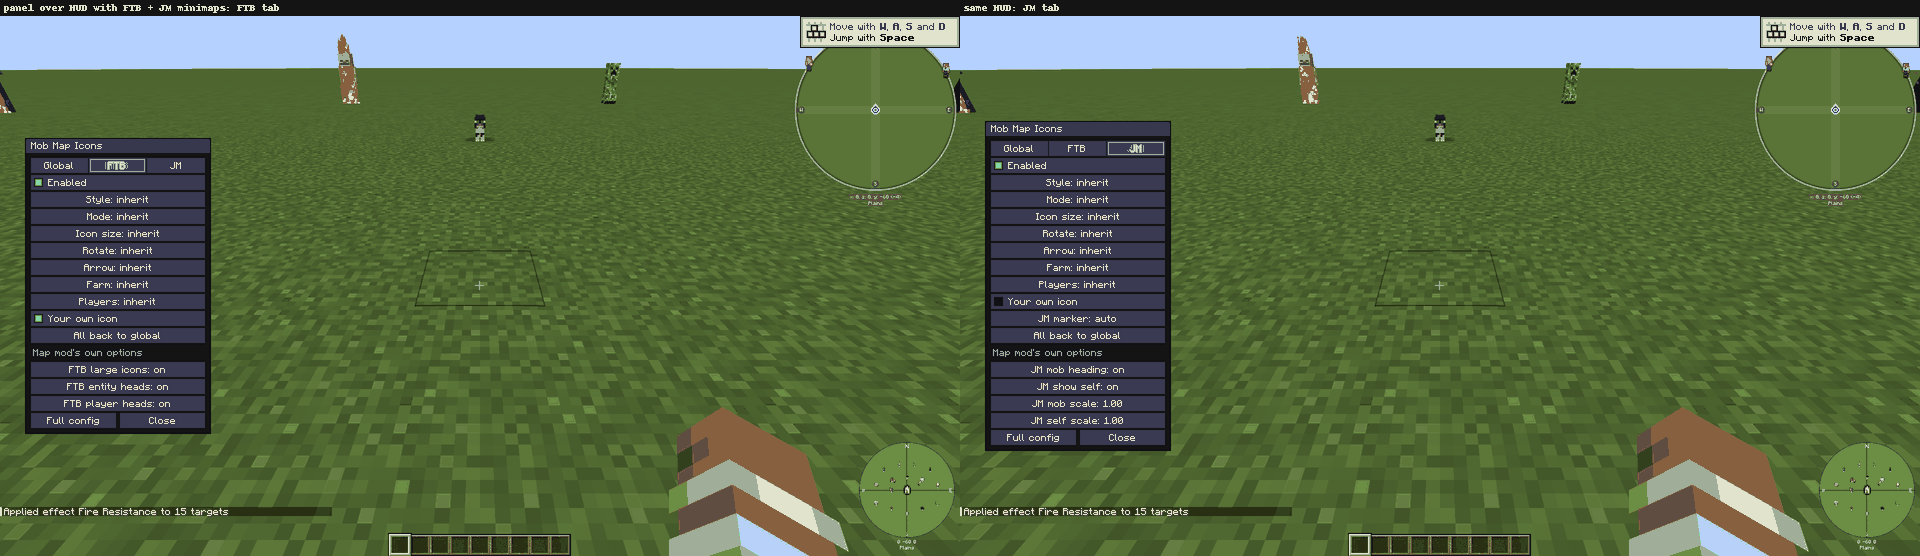 panel over HUD with FTB + JM minimaps: FTB tab
same HUD: JM tab
Move with W, A, S and D
Jump with Space
Mob Map Icons
Global
FTB
JM
Enabled
Style: inherit
Mode: inherit
Icon size: inherit
Rotate: inherit
Arrow: inherit
Farm: inherit
Players: inherit
Your own icon
All back to global
Map mod's own options
FTB large icons: on
FTB entity heads: on
FTB player heads: on
Full config
Close
Plains
Applied effect Fire Resistance to 15 targets
Plains
Move with W, A, S and D
Jump with Space
Mob Map Icons
Global
FTB
JM
Enabled
Style: inherit
Mode: inherit
Icon size: inherit
Rotate: inherit
Arrow: inherit
Farm: inherit
Players: inherit
Your own icon
JM marker: auto
All back to global
Map mod's own options
JM mob heading: on
JM show self: on
JM mob scale: 1.00
JM self scale: 1.00
Full config
Close
Plains
Applied effect Fire Resistance to 15 targets
Plains